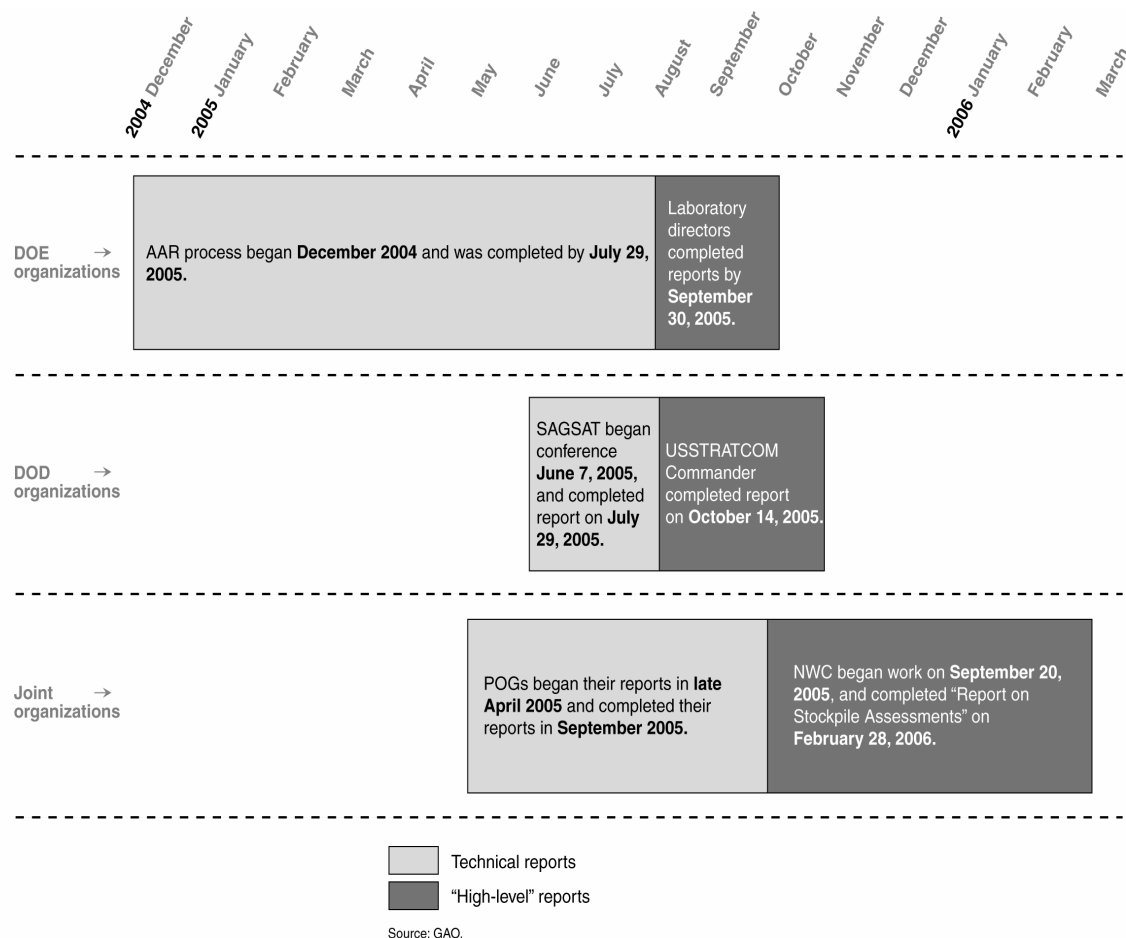 2004 December
2005 January
February
March
April
May
June
July
August
September
October
November
December
2006 January
February
March
DOE →
organizations
AAR process began December 2004 and was completed by July 29,
2005.
Laboratory
directors
completed
reports by
September
30, 2005.
DOD →
organizations
SAGSAT began
conference
June 7, 2005,
and completed
report on July
29, 2005.
USSTRATCOM
Commander
completed report
on October 14, 2005.
Joint →
organizations
POGs began their reports in late
April 2005 and completed their
reports in September 2005.
NWC began work on September 20,
2005, and completed “Report on
Stockpile Assessments” on
February 28, 2006.
Technical reports
“High-level” reports
Source: GAO.